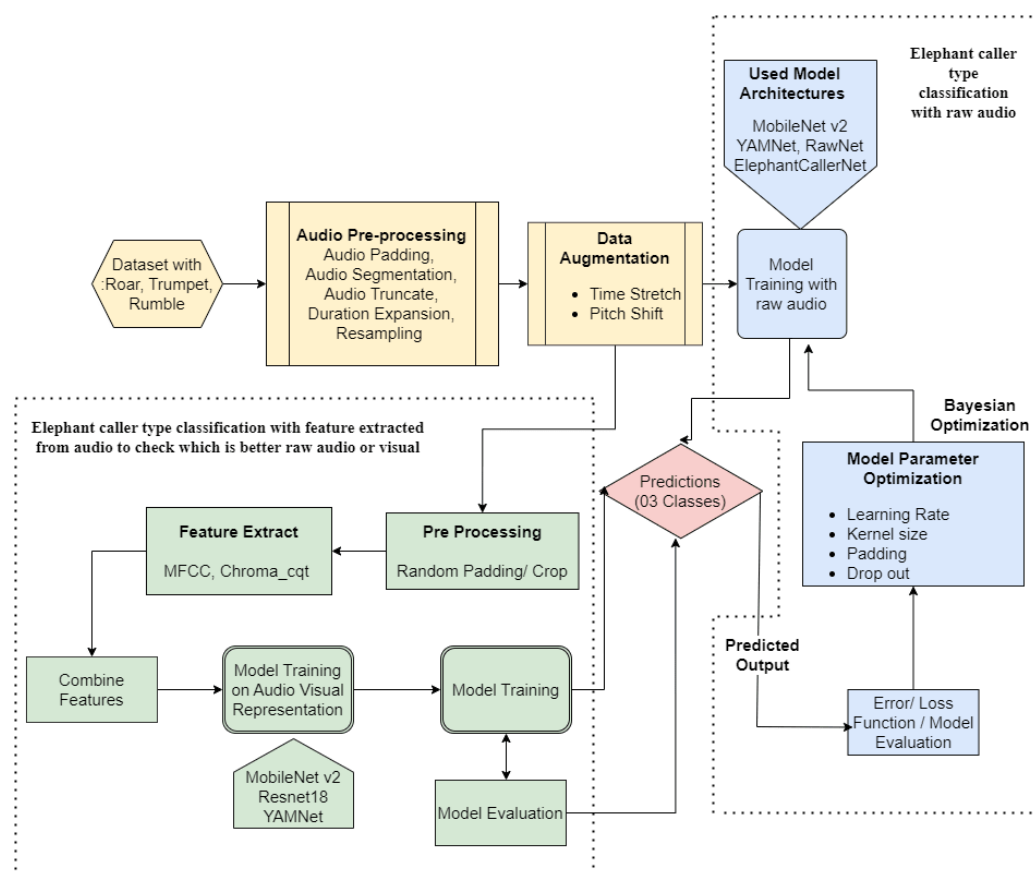 Elephant caller
type
classification
with raw audio
Used Model
Architectures
MobileNet v2
YAMNet, RawNet
ElephantCallerNet
Dataset with
:Roar, Trumpet,
Rumble
Audio Pre-processing
Audio Padding,
Audio Segmentation,
Audio Truncate,
Duration Expansion,
Resampling
Data
Augmentation
• Time Stretch
• Pitch Shift
Model
Training with
raw audio
Elephant caller type classification with feature extracted
from audio to check which is better raw audio or visual
Bayesian
Optimization
Model Parameter
Optimization
• Learning Rate
• Kernel size
• Padding
• Drop out
Predictions
(03 Classes)
Feature Extract
MFCC, Chroma_cqt
Pre Processing
Random Padding/ Crop
Combine
Features
Model Training
on Audio Visual
Representation
Model Training
Predicted
Output
Error/ Loss
Function / Model
Evaluation
MobileNet v2
Resnet18
YAMNet
Model Evaluation